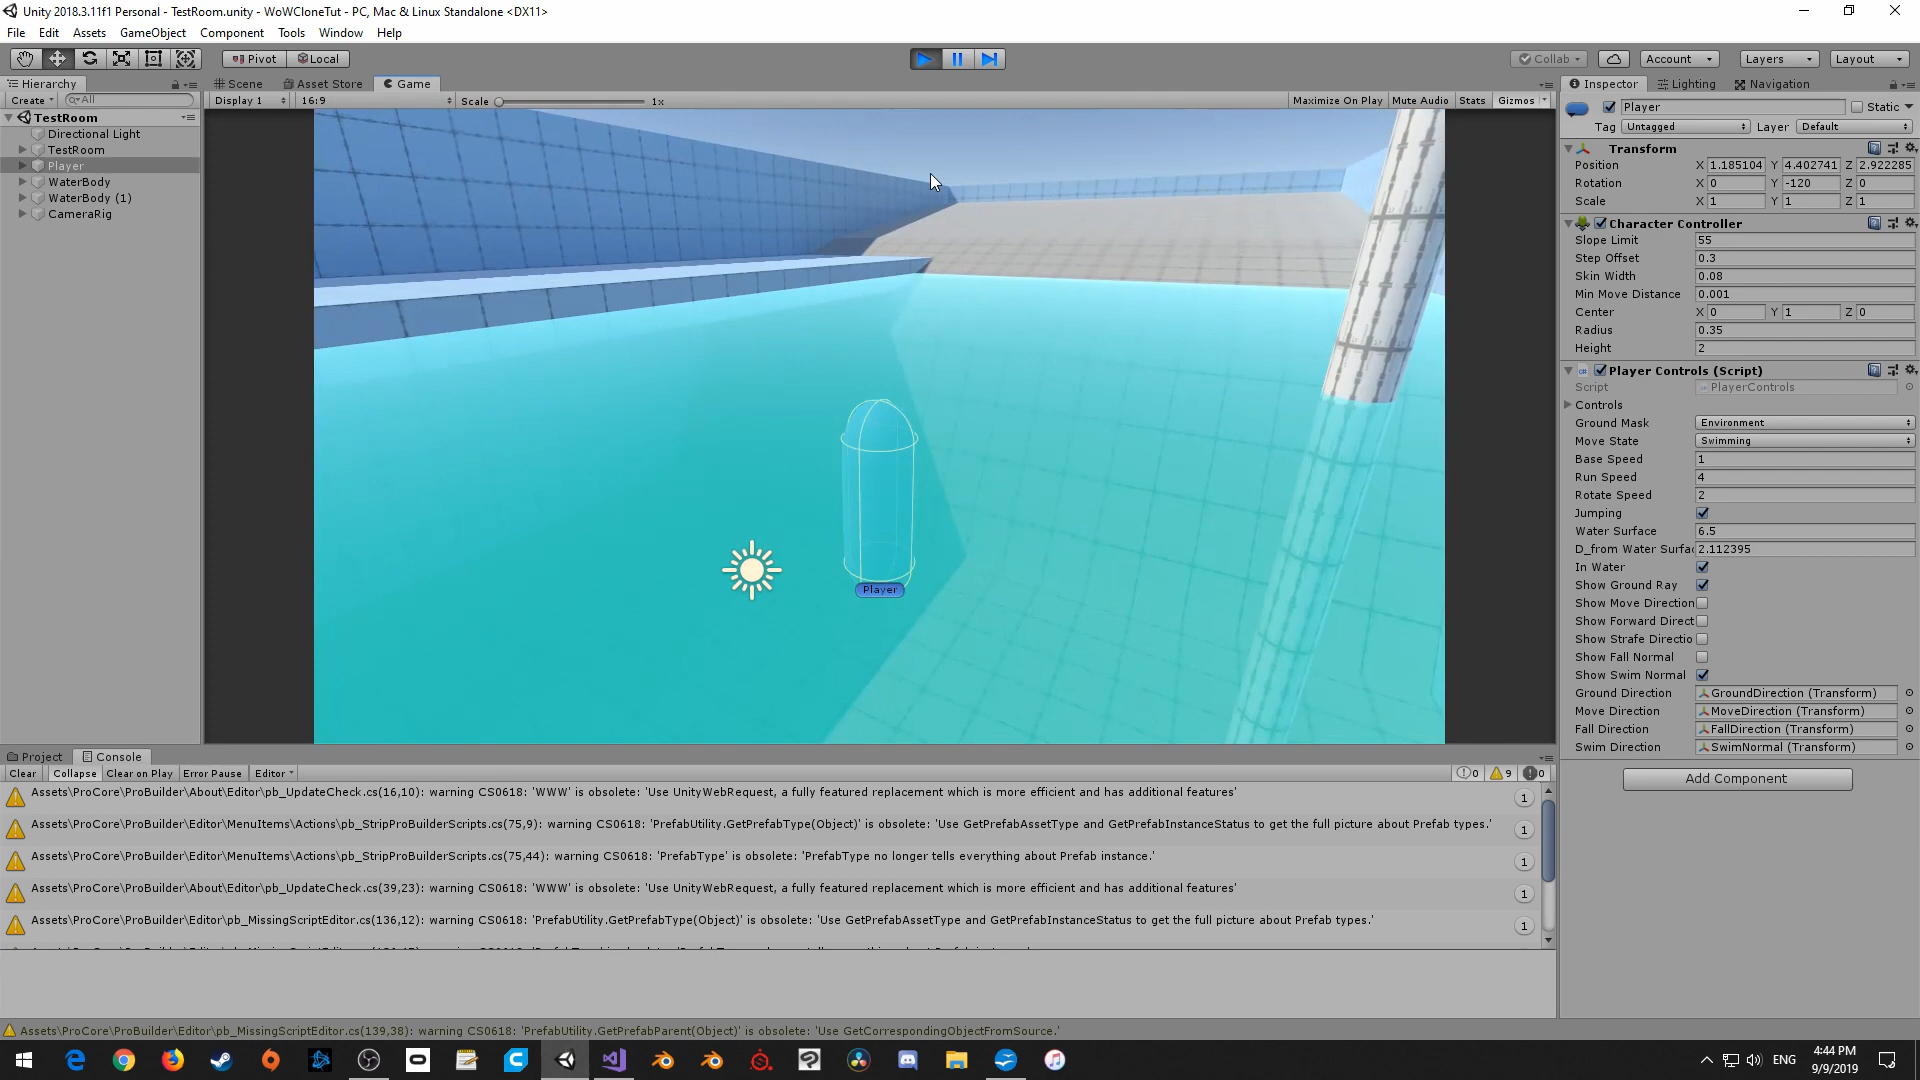 Unity 2018.3.11f1 Personal - TestRoom.unity - WoWCloneTut - PC, Mac & Linux Standalone <DX11>
File Edit Assets GameObject Component Tools Window Help
Pivot Local Collab Account Layers Layout
Hierarchy Scene Asset Store Game Inspector Lighting Navigation
Create All Display 1 16:9 Scale 1x Maximize On Play Mute Audio Stats Gizmos
TestRoom
Directional Light
TestRoom
Player
WaterBody
WaterBody (1)
CameraRig
Player
Player Static
Tag Untagged Layer Default
Transform
Position X 1.185104 Y 4.402741 Z 2.922285
Rotation X 0 Y -120 Z 0
Scale X 1 Y 1 Z 1
Character Controller
Slope Limit 55
Step Offset 0.3
Skin Width 0.08
Min Move Distance 0.001
Center X 0 Y 1 Z 0
Radius 0.35
Height 2
Player Controls (Script)
Script PlayerControls
Controls
Ground Mask Environment
Move State Swimming
Base Speed 1
Run Speed 4
Rotate Speed 2
Jumping
Water Surface 6.5
D_from Water Surfac 2.112395
In Water
Show Ground Ray
Show Move Direction
Show Forward Direct
Show Strafe Directio
Show Fall Normal
Show Swim Normal
Ground Direction GroundDirection (Transform)
Move Direction MoveDirection (Transform)
Fall Direction FallDirection (Transform)
Swim Direction SwimNormal (Transform)
Add Component
Project Console
Clear Collapse Clear on Play Error Pause Editor 0 9 0
Assets\ProCore\ProBuilder\About\Editor\pb_UpdateCheck.cs(16,10): warning CS0618: 'WWW' is obsolete: 'Use UnityWebRequest, a fully featured replacement which is more efficient and has additional features' 1
Assets\ProCore\ProBuilder\Editor\MenuItems\Actions\pb_StripProBuilderScripts.cs(75,9): warning CS0618: 'PrefabUtility.GetPrefabType(Object)' is obsolete: 'Use GetPrefabAssetType and GetPrefabInstanceStatus to get the full picture about Prefab types.' 1
Assets\ProCore\ProBuilder\Editor\MenuItems\Actions\pb_StripProBuilderScripts.cs(75,44): warning CS0618: 'PrefabType' is obsolete: 'PrefabType no longer tells everything about Prefab instance.' 1
Assets\ProCore\ProBuilder\About\Editor\pb_UpdateCheck.cs(39,23): warning CS0618: 'WWW' is obsolete: 'Use UnityWebRequest, a fully featured replacement which is more efficient and has additional features' 1
Assets\ProCore\ProBuilder\Editor\pb_MissingScriptEditor.cs(136,12): warning CS0618: 'PrefabUtility.GetPrefabType(Object)' is obsolete: 'Use GetPrefabAssetType and GetPrefabInstanceStatus to get the full picture about Prefab types.' 1
Assets\ProCore\ProBuilder\Editor\pb_MissingScriptEditor.cs(139,38): warning CS0618: 'PrefabUtility.GetPrefabParent(Object)' is obsolete: 'Use GetCorrespondingObjectFromSource.'
ENG 4:44 PM
9/9/2019